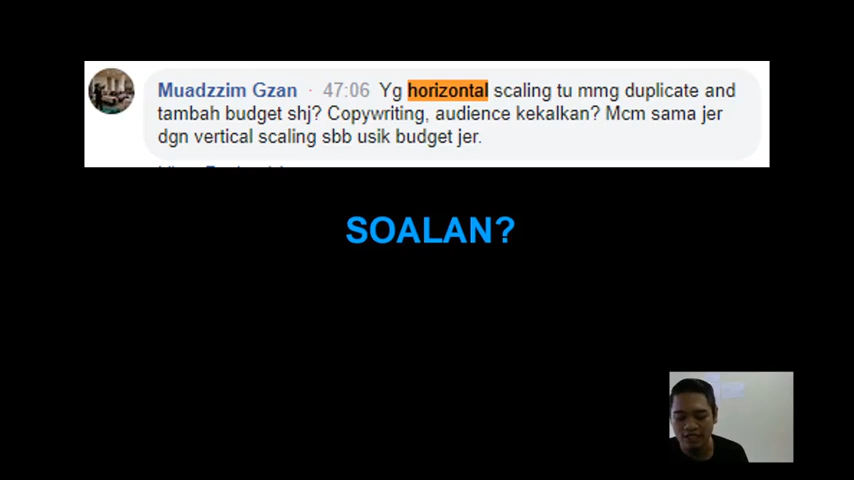 Muadzzim Gzan · 47:06 Yg horizontal scaling tu mmg duplicate and
tambah budget shj? Copywriting, audience kekalkan? Mcm sama jer
dgn vertical scaling sbb usik budget jer.
SOALAN?